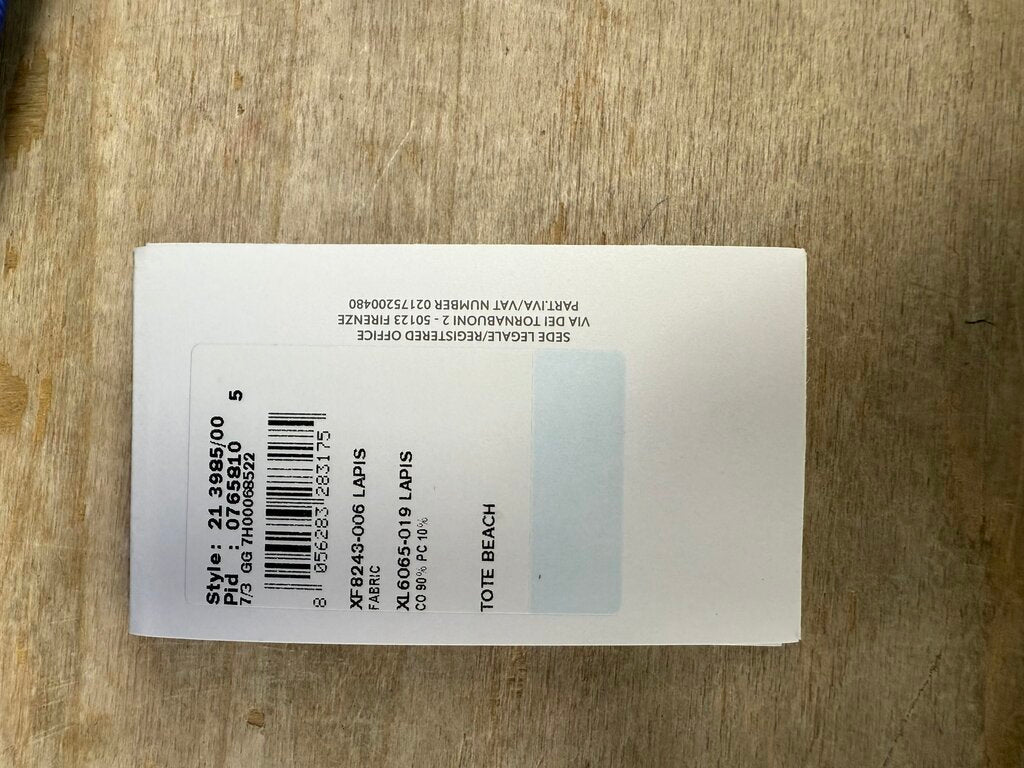 SEDE LEGALE/REGISTERED OFFICE
VIA DEI TORNABUONI 2 - 50123 FIRENZE
PART.IVA/VAT NUMBER 02175200480
Style: 21 3985/00
Pid : 0765810 5
7/3 GG 7H00068522
8 056283 283175
XF8243-006 LAPIS
FABRIC
XL6065-019 LAPIS
CO 90% PC 10%
TOTE BEACH